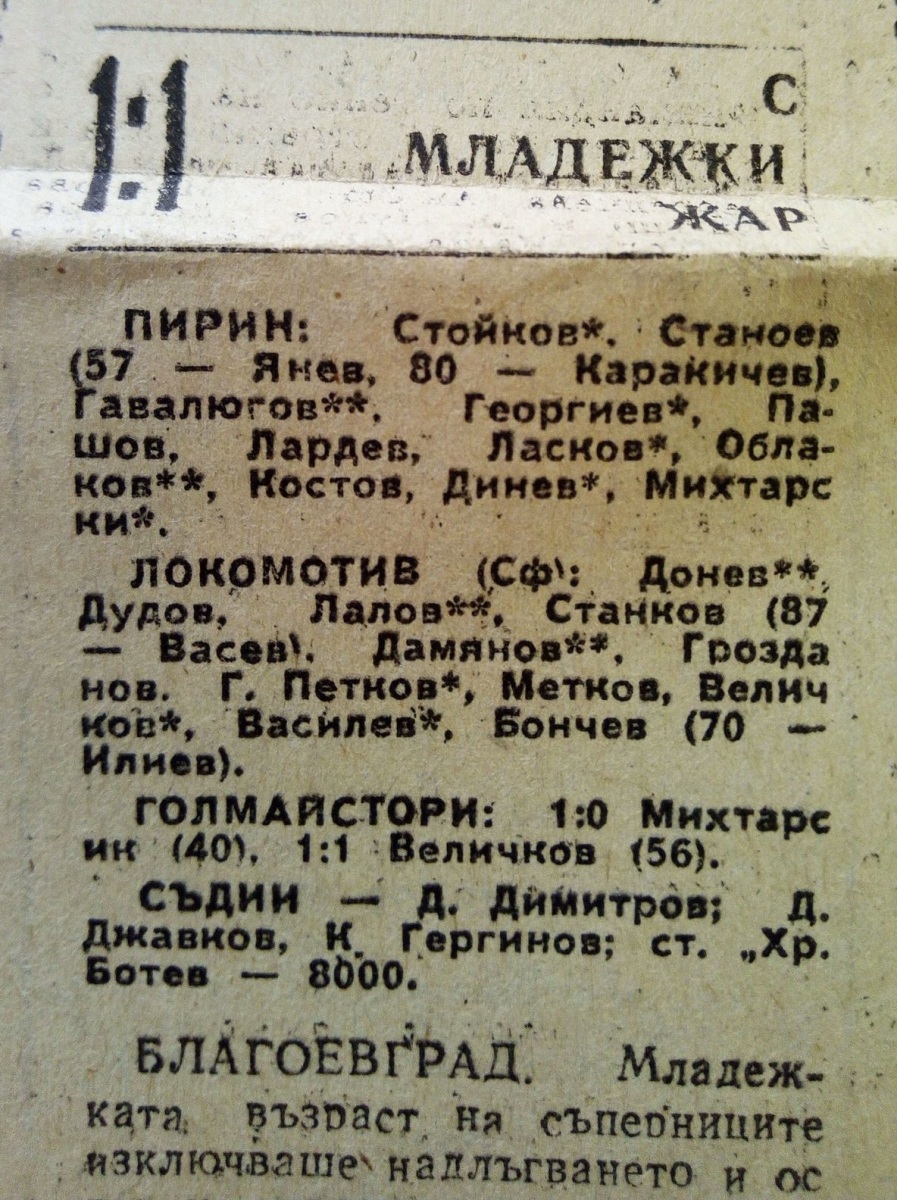 1:1
С
МЛАДЕЖКИ
ЖАР
ПИРИН: Стойков*. Станоев
(57 — Янев, 80 — Каракичев),
Гавалюгов**. Георгиев*, Па-
шов, Лардев, Ласков*, Обла-
ков**, Костов, Динев*, Михтарс
ки*.
ЛОКОМОТИВ (Сф): Донев**,
Дудов, Лалов**, Станков (87
— Васев). Дамянов**, Грозда
нов. Г. Петков*, Метков, Велич
ков*, Василев*, Бончев (70 —
Илиев).
ГОЛМАЙСТОРИ: 1:0 Михтарс
ик (40), 1:1 Величков (56).
СЪДИИ — Д. Димитров; Д.
Джавков, К. Гергинов; ст. „Хр.
Ботев — 8000.
БЛАГОЕВГРАД. Младеж-
ката възраст на съперниците
изключваше надлъгването и ос